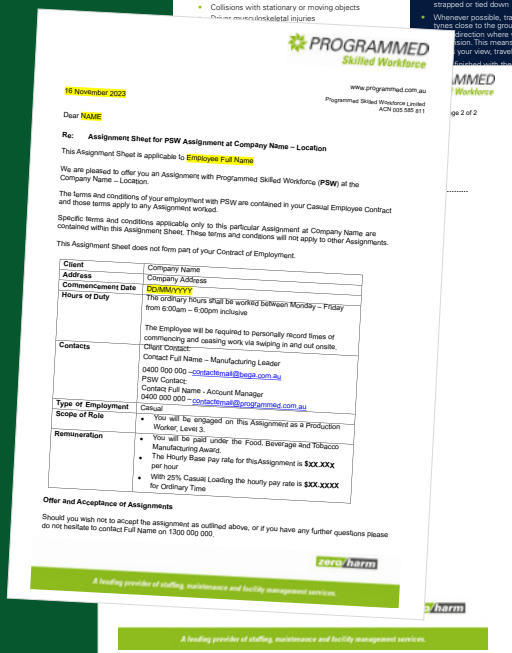 Collisions with stationary or moving objects
Driver musculoskeletal injuries
strapped or tied down
Whenever possible, tra
tynes close to the grou
direction where
ision. This means
your view, travel
finished with the
PROGRAMMED
Skilled Workforce
AMMED
Workforce
www.programmed.com.au
Programmed Skilled Workforce Limited
ACN 005 585 811
age 2 of 2
16 November 2023
Dear NAME
Re: Assignment Sheet for PSW Assignment at Company Name – Location
This Assignment Sheet is applicable to Employee Full Name
We are pleased to offer you an Assignment with Programmed Skilled Workforce (PSW) at the
Company Name – Location.
The terms and conditions of your employment with PSW are contained in your Casual Employee Contract
and those terms apply to any Assignment worked.
Specific terms and conditions applicable only to this particular Assignment at Company Name are
contained within this Assignment Sheet. These terms and conditions will not apply to other Assignments.
This Assignment Sheet does not form part of your Contract of Employment.
Client Company Name
Address Company Address
Commencement Date DD/MM/YYYY
Hours of Duty The ordinary hours shall be worked between Monday – Friday
from 6:00am – 6:00pm inclusive
The Employee will be required to personally record times of
commencing and ceasing work via swiping in and out onsite.
Contacts Client Contact:
Contact Full Name – Manufacturing Leader
0400 000 000 –contactemail@bega.com.au
PSW Contact:
Contact Full Name - Account Manager
0400 000 000 –contactemail@programmed.com.au
Type of Employment Casual
Scope of Role • You will be engaged on this Assignment as a Production
Worker, Level 3.
Remuneration • You will be paid under the Food, Beverage and Tobacco
Manufacturing Award.
• The Hourly Base pay rate for thisAssignment is $XX.XXX
per hour
• With 25% Casual Loading the hourly pay rate is $XX.XXXX
for Ordinary Time
Offer and Acceptance of Assignments
Should you wish not to accept the assignment as outlined above, or if you have any further questions please
do not hesitate to contact Full Name on 1300 000 000.
zero/harm
A leading provider of staffing, maintenance and facility management services.
o/harm
A leading provider of staffing, maintenance and facility management services.